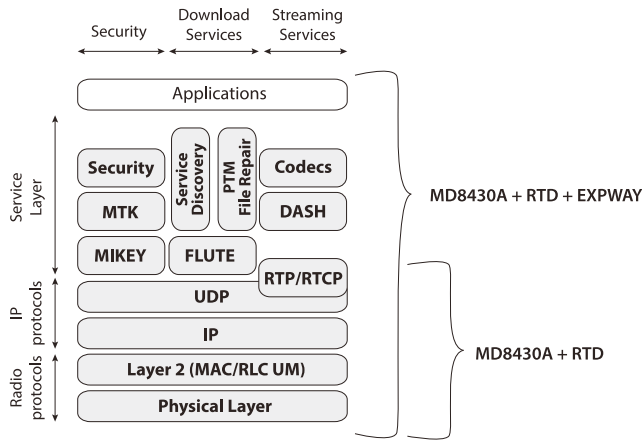 Security
Download
Services
Streaming
Services
Applications
Service
Layer
Security
Service
Discovery
PTM
File Repair
Codecs
MTK
DASH
MIKEY
FLUTE
RTP/RTCP
IP
protocols
UDP
IP
Radio
protocols
Layer 2 (MAC/RLC UM)
Physical Layer
MD8430A + RTD + EXPWAY
MD8430A + RTD